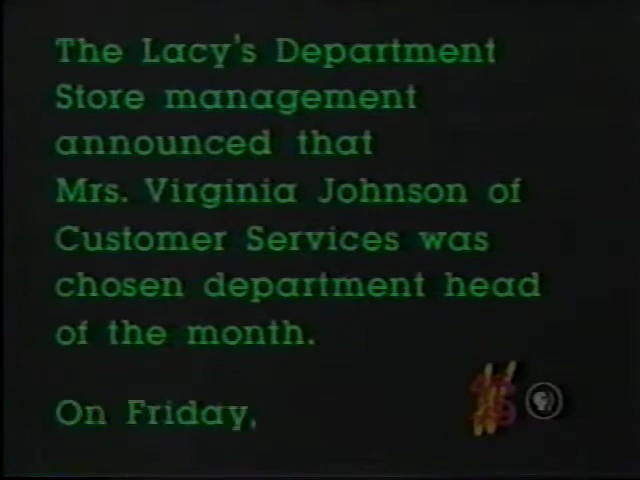 The Lacy's Department
Store management
announced that
Mrs. Virginia Johnson of
Customer Services was
chosen department head
of the month.
On Friday,